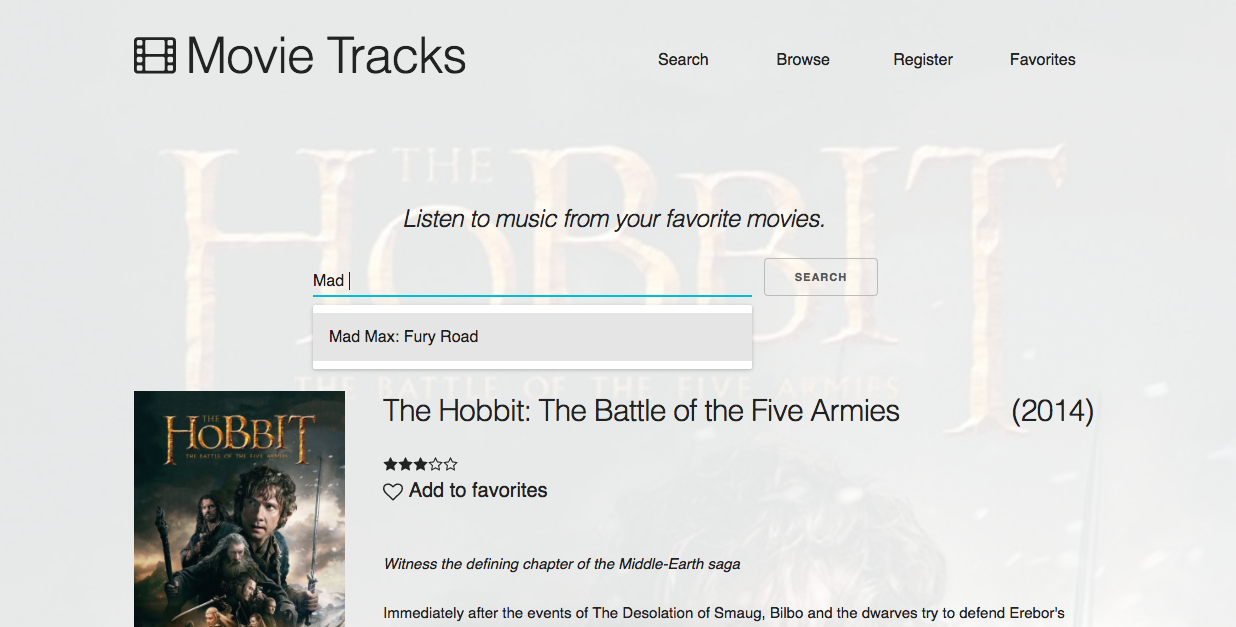 Movie Tracks
Search Browse Register Favorites
THE
HOBBIT
Listen to music from your favorite movies.
Mad
SEARCH
Mad Max: Fury Road
THE BATTLE OF THE FIVE ARMIES
THE
HOBBIT
THE BATTLE OF THE FIVE ARMIES
The Hobbit: The Battle of the Five Armies (2014)
Add to favorites
Witness the defining chapter of the Middle-Earth saga
Immediately after the events of The Desolation of Smaug, Bilbo and the dwarves try to defend Erebor's